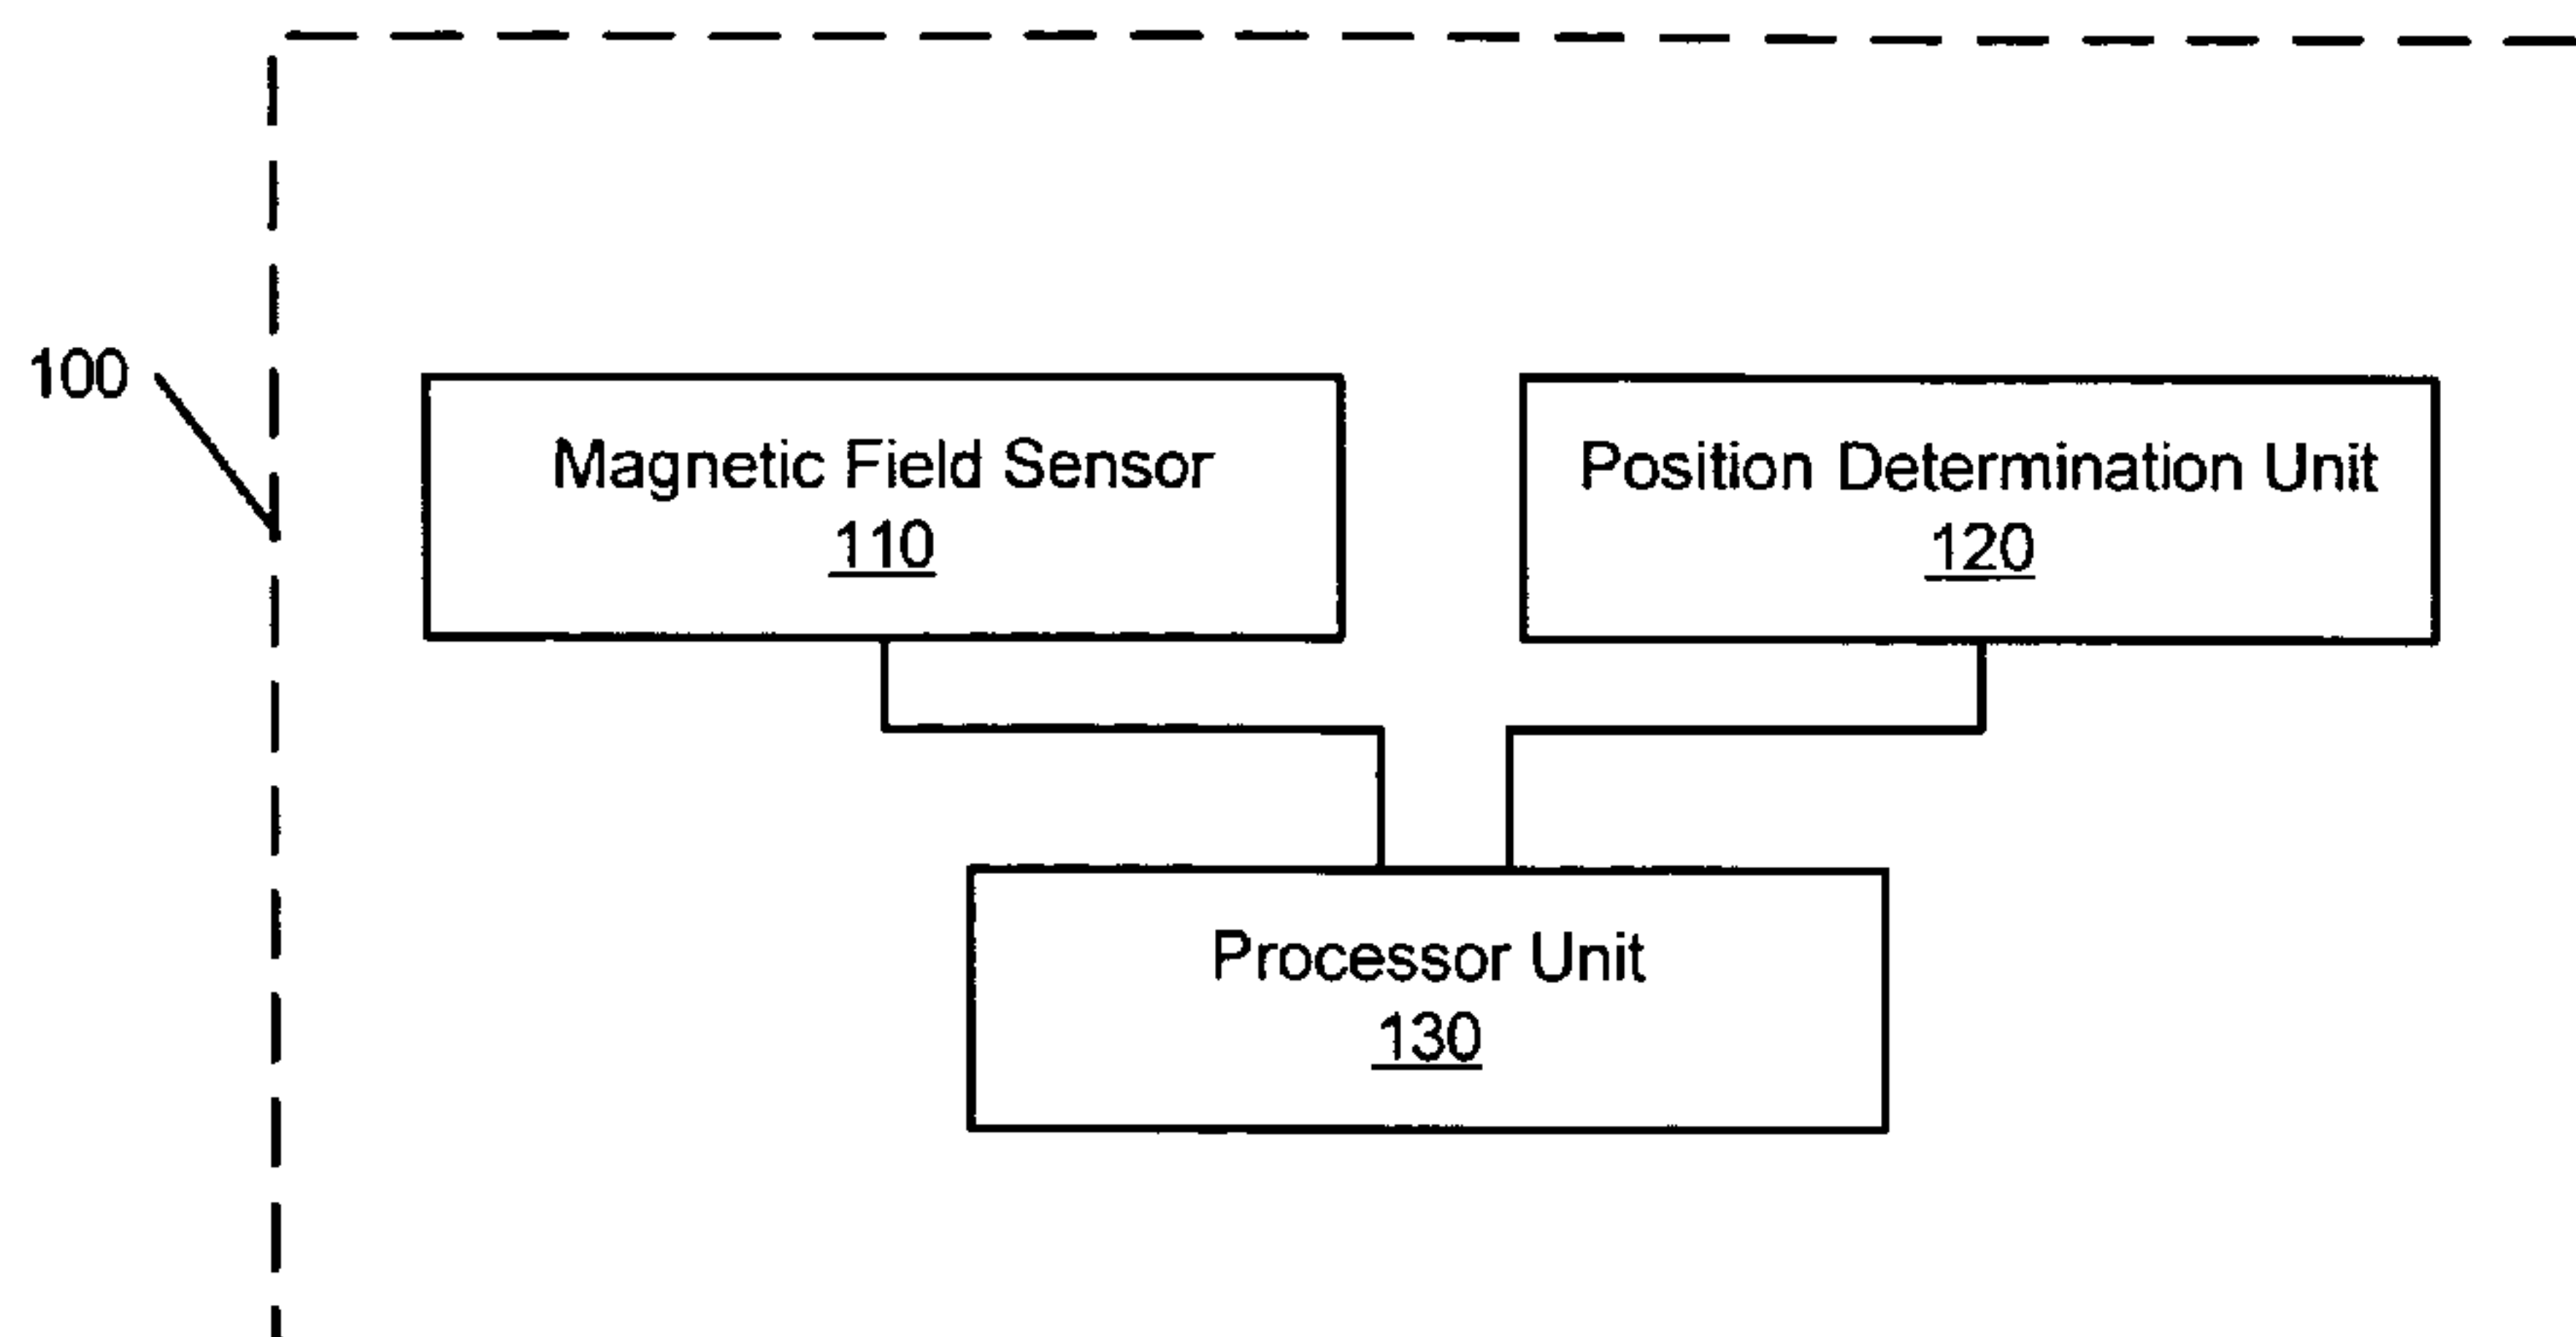 100
Magnetic Field Sensor
110
Position Determination Unit
120
Processor Unit
130